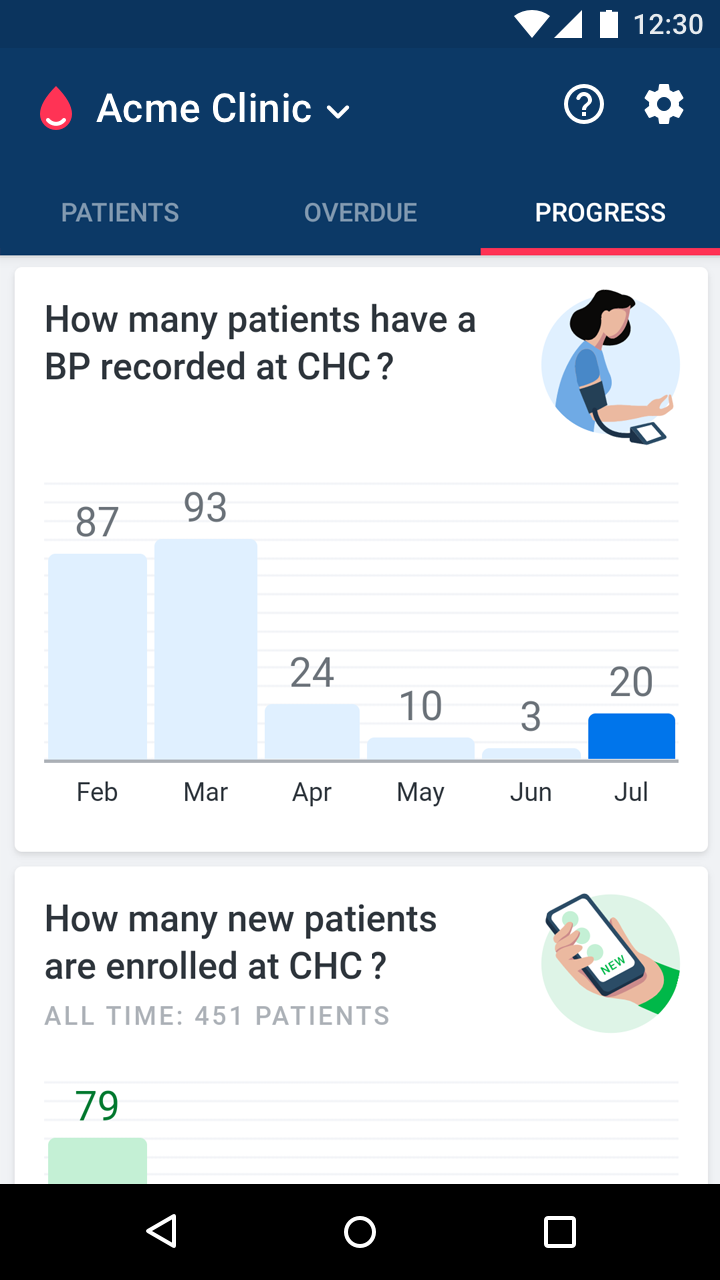 12:30
Acme Clinic
PATIENTS OVERDUE PROGRESS
How many patients have a
BP recorded at CHC ?
87 93 24 10 3 20
Feb Mar Apr May Jun Jul
How many new patients
are enrolled at CHC ?
NEW
ALL TIME: 451 PATIENTS
79